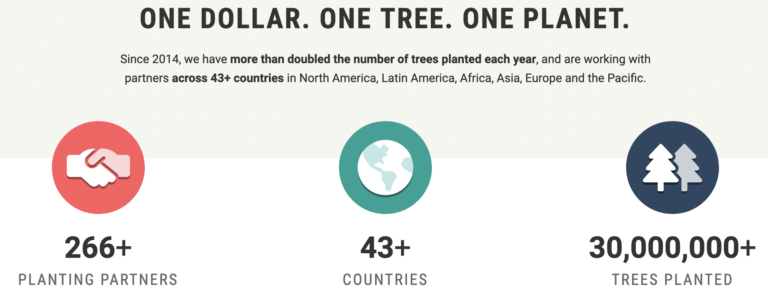 ONE DOLLAR. ONE TREE. ONE PLANET.
Since 2014, we have more than doubled the number of trees planted each year, and are working with
partners across 43+ countries in North America, Latin America, Africa, Asia, Europe and the Pacific.
266+
PLANTING PARTNERS
43+
COUNTRIES
30,000,000+
TREES PLANTED